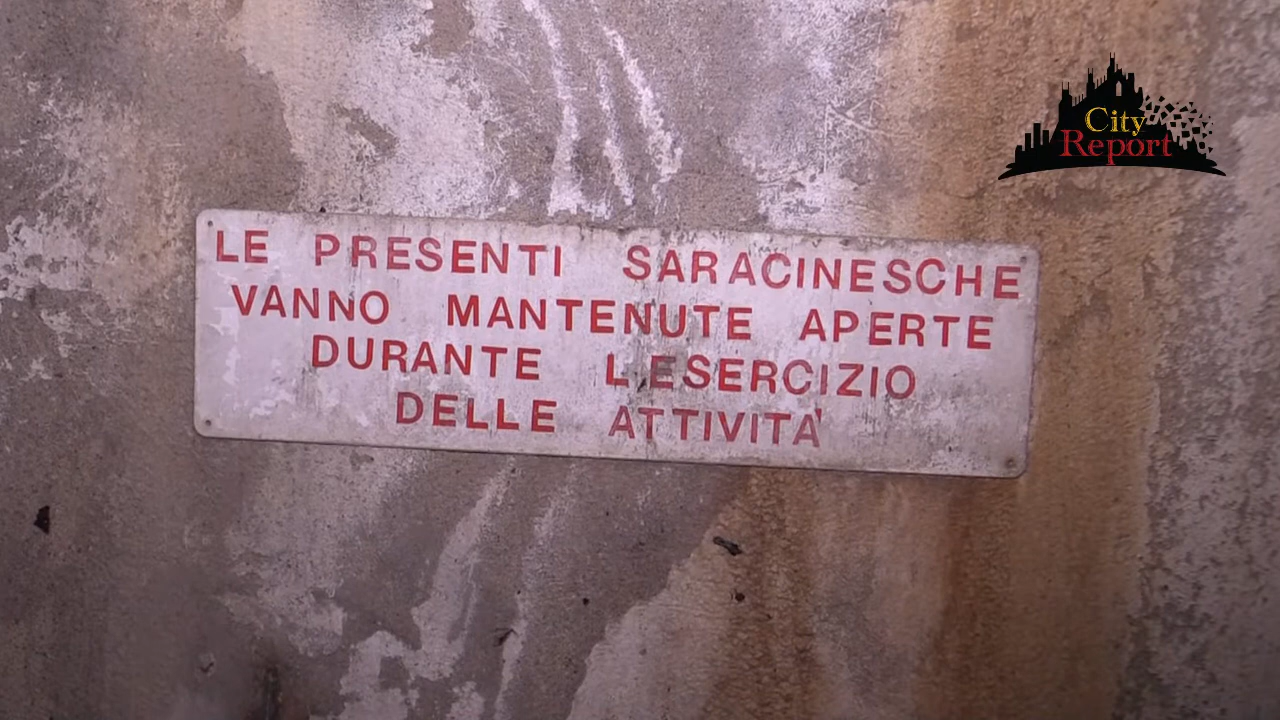 City
Report
LE PRESENTI SARACINESCHE
VANNO MANTENUTE APERTE
DURANTE L'ESERCIZIO
DELLE ATTIVITA'